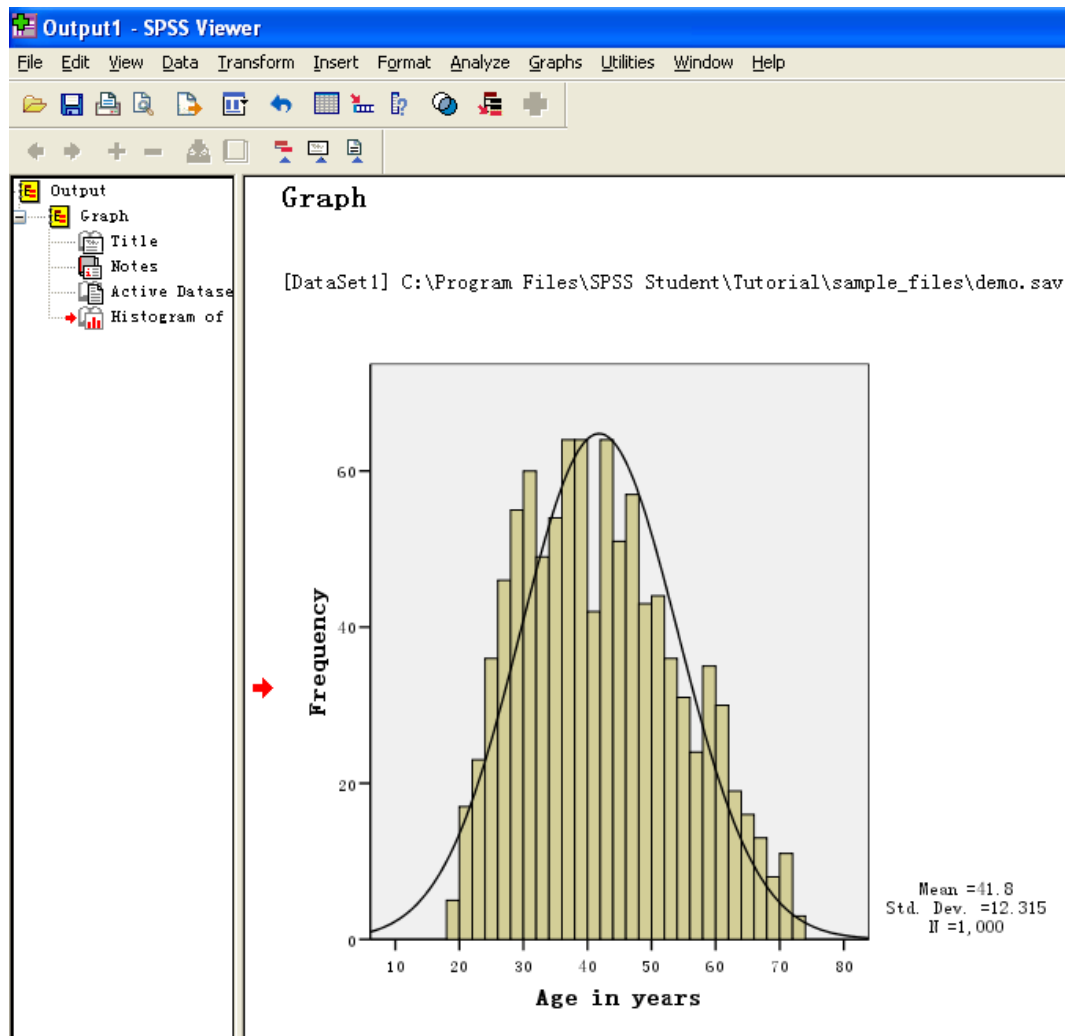 Output1 - SPSS Viewer
File Edit View Data Transform Insert Format Analyze Graphs Utilities Window Help
Output
Graph
Title
Notes
Active Datase
Histogram of
Graph
[DataSet1] C:\Program Files\SPSS Student\Tutorial\sample_files\demo.sav
60
40
20
0
Frequency
10 20 30 40 50 60 70 80
Age in years
Mean =41.8
Std. Dev. =12.315
N =1,000